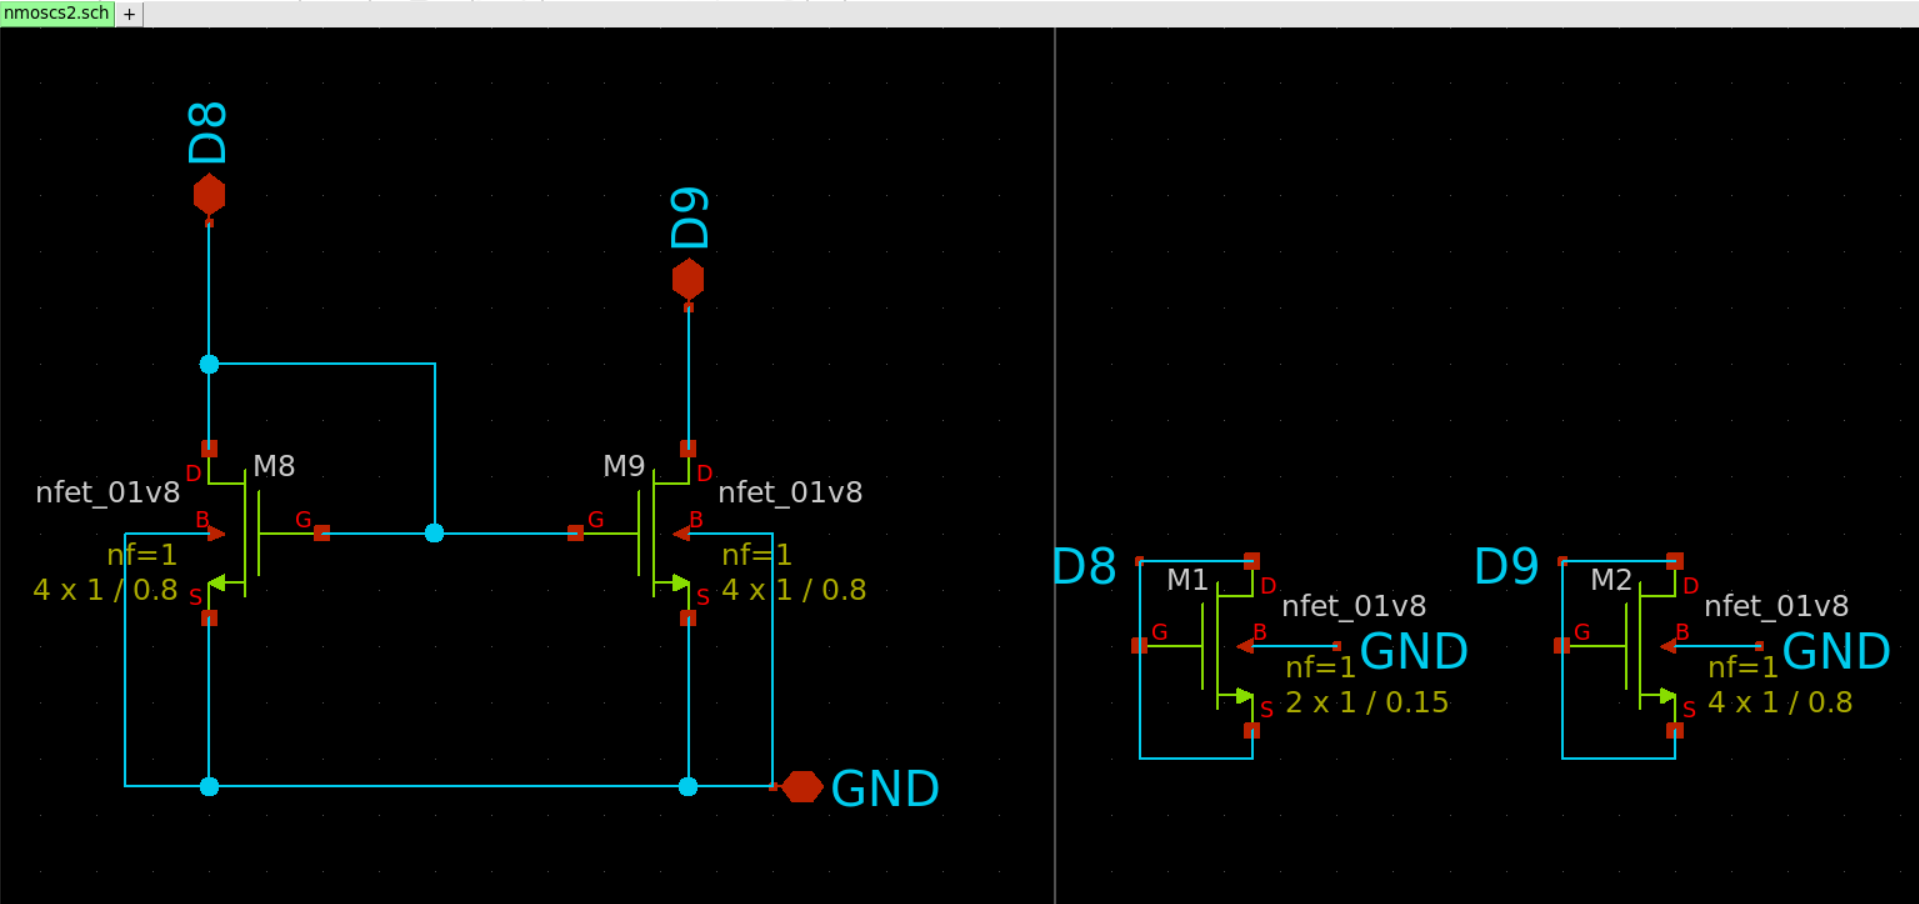 nmoscs2.sch +
D8
D9
D
M8
nfet_01v8
B
G
nf=1
4 x 1 / 0.8
S
M9
D
nfet_01v8
G
B
nf=1
4 x 1 / 0.8
S
GND
D8
M1
D
nfet_01v8
G
B
GND
nf=1
2 x 1 / 0.15
S
D9
M2
D
nfet_01v8
G
B
GND
nf=1
4 x 1 / 0.8
S